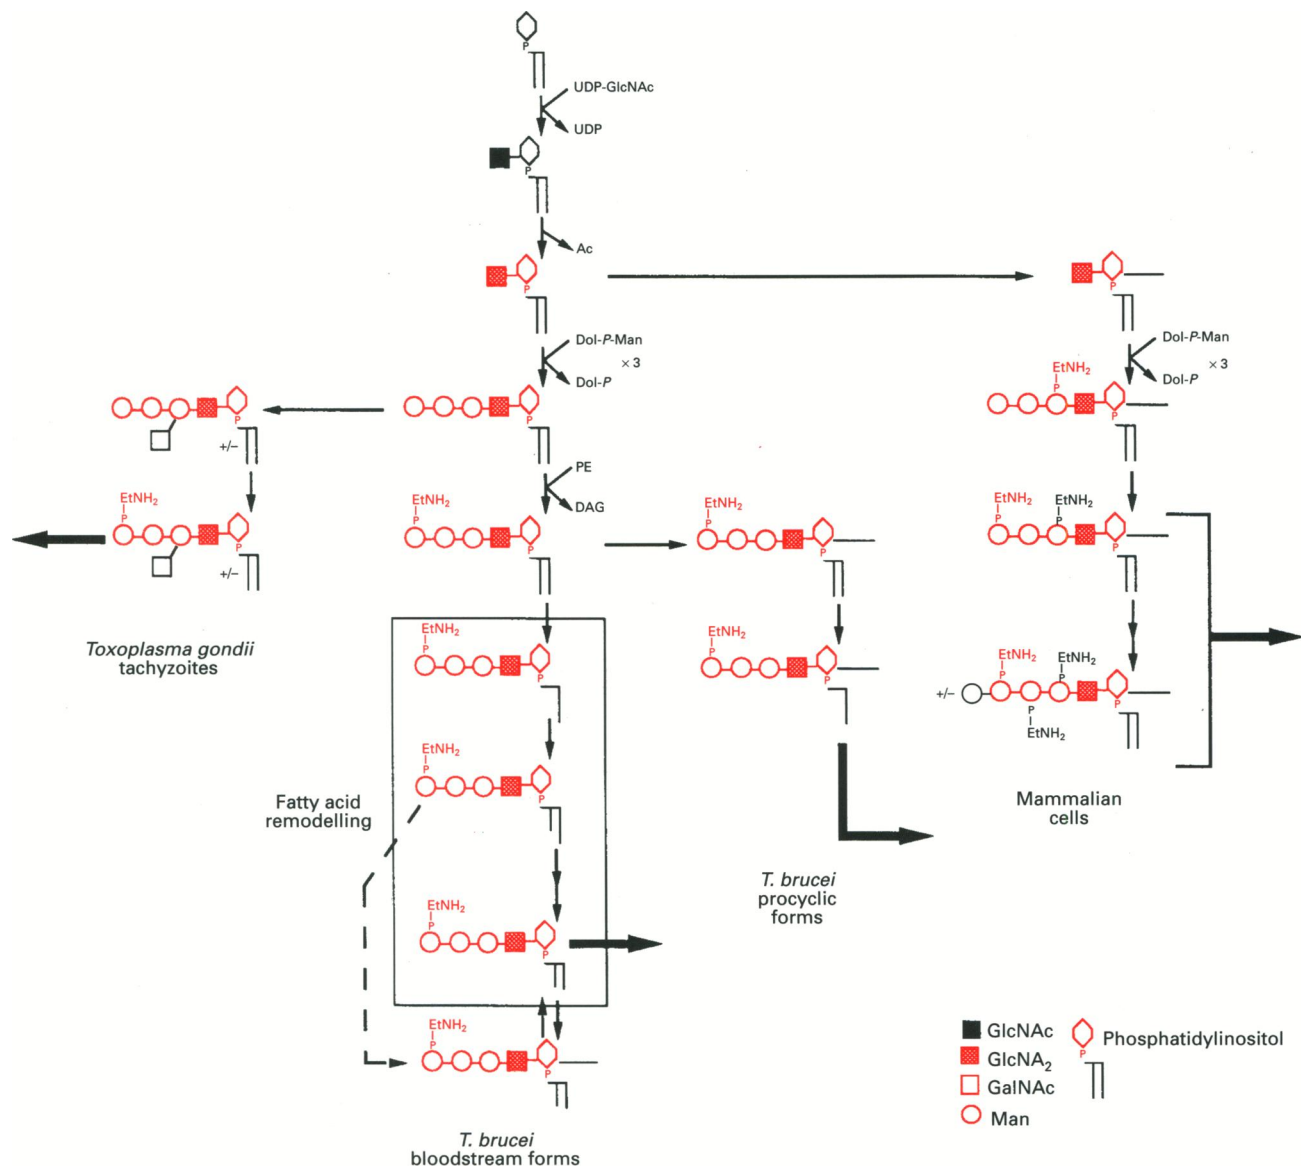 P
UDP-GlcNAc
UDP
P
Ac
P
P
Dol-P-Man
× 3
Dol-P
Dol-P-Man
× 3
Dol-P
EtNH2
P
P
P
P
+/–
PE
DAG
EtNH2
P
P
+/–
EtNH2
P
P
EtNH2
P
P
EtNH2
P
EtNH2
P
P
Toxoplasma gondii
tachyzoites
EtNH2
P
P
EtNH2
P
P
EtNH2
P
EtNH2
P
P
+/–
P
EtNH2
EtNH2
P
P
Fatty acid
remodelling
Mammalian
cells
T. brucei
procyclic
forms
EtNH2
P
P
EtNH2
P
P
T. brucei
bloodstream forms
GlcNAc
GlcNA2
GalNAc
Man
P
Phosphatidylinositol